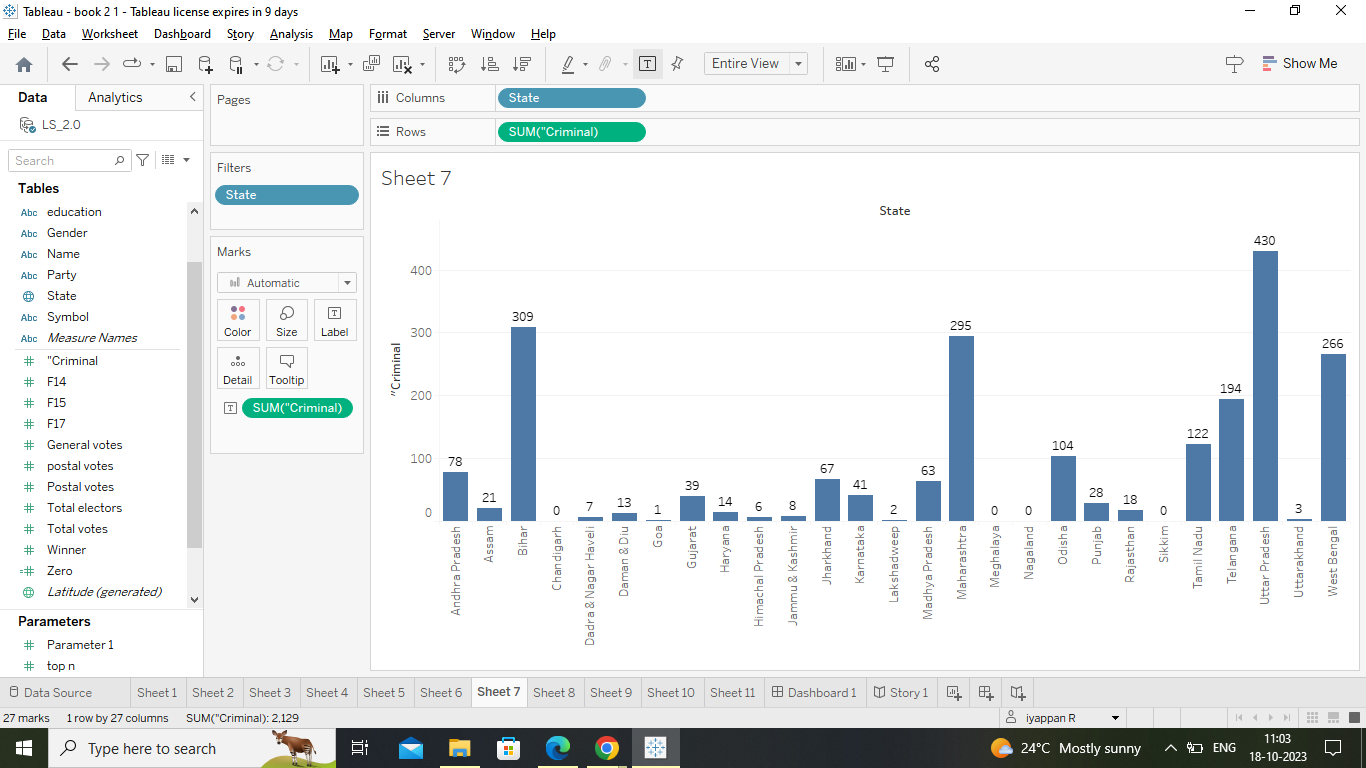 Tableau - book 2 1 - Tableau license expires in 9 days
File Data Worksheet Dashboard Story Analysis Map Format Server Window Help
Entire View
Show Me
Data Analytics
LS_2.0
Search
Tables
Abc education
Abc Gender
Abc Name
Abc Party
State
Abc Symbol
Abc Measure Names
# "Criminal
# F14
# F15
# F17
# General votes
# postal votes
# Postal votes
# Total electors
# Total votes
# Winner
=# Zero
Latitude (generated)
Parameters
# Parameter 1
# top n
Pages
Filters
State
Marks
Automatic
Color Size Label
Detail Tooltip
SUM("Criminal)
Columns State
Rows SUM("Criminal)
Sheet 7
State
"Criminal
400
300
200
100
0
78
21
309
0
7
13
1
39
14
6
8
67
41
2
63
295
0
0
104
28
18
0
122
194
430
3
266
Andhra Pradesh
Assam
Bihar
Chandigarh
Dadra & Nagar Haveli
Daman & Diu
Goa
Gujarat
Haryana
Himachal Pradesh
Jammu & Kashmir
Jharkhand
Karnataka
Lakshadweep
Madhya Pradesh
Maharashtra
Meghalaya
Nagaland
Odisha
Punjab
Rajasthan
Sikkim
Tamil Nadu
Telangana
Uttar Pradesh
Uttarakhand
West Bengal
Data Source Sheet 1 Sheet 2 Sheet 3 Sheet 4 Sheet 5 Sheet 6 Sheet 7 Sheet 8 Sheet 9 Sheet 10 Sheet 11 Dashboard 1 Story 1
27 marks 1 row by 27 columns SUM("Criminal): 2,129
iyappan R
Type here to search
24°C Mostly sunny
ENG
11:03
18-10-2023